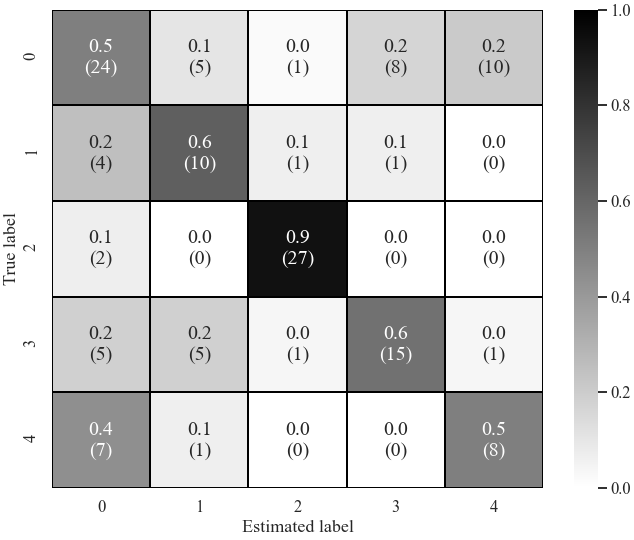 0.5 0.1 0.0 0.2 0.2
(24) (5) (1) (8) (10)
0
0.2 0.6 0.1 0.1 0.0
(4) (10) (1) (1) (0)
1
0.1 0.0 0.9 0.0 0.0
(2) (0) (27) (0) (0)
2
0.2 0.2 0.0 0.6 0.0
(5) (5) (1) (15) (1)
3
0.4 0.1 0.0 0.0 0.5
(7) (1) (0) (0) (8)
4
True label
0 1 2 3 4
Estimated label
1.0
0.8
0.6
0.4
0.2
0.0